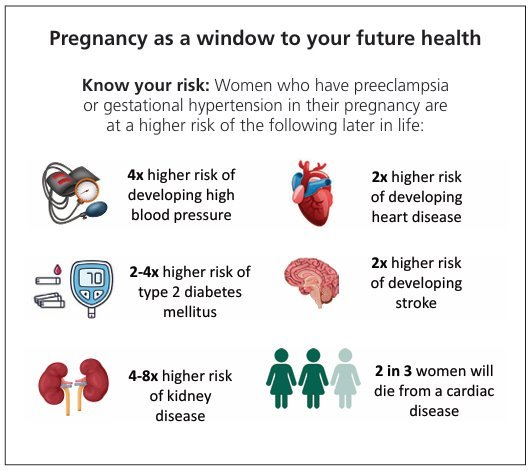 Pregnancy as a window to your future health
Know your risk: Women who have preeclampsia
or gestational hypertension in their pregnancy are
at a higher risk of the following later in life:
4x higher risk of
developing high
blood pressure
2x higher risk
of developing
heart disease
70
2-4x higher risk of
type 2 diabetes
mellitus
2x higher risk
of developing
stroke
4-8x higher risk
of kidney
disease
2 in 3 women will
die from a cardiac
disease